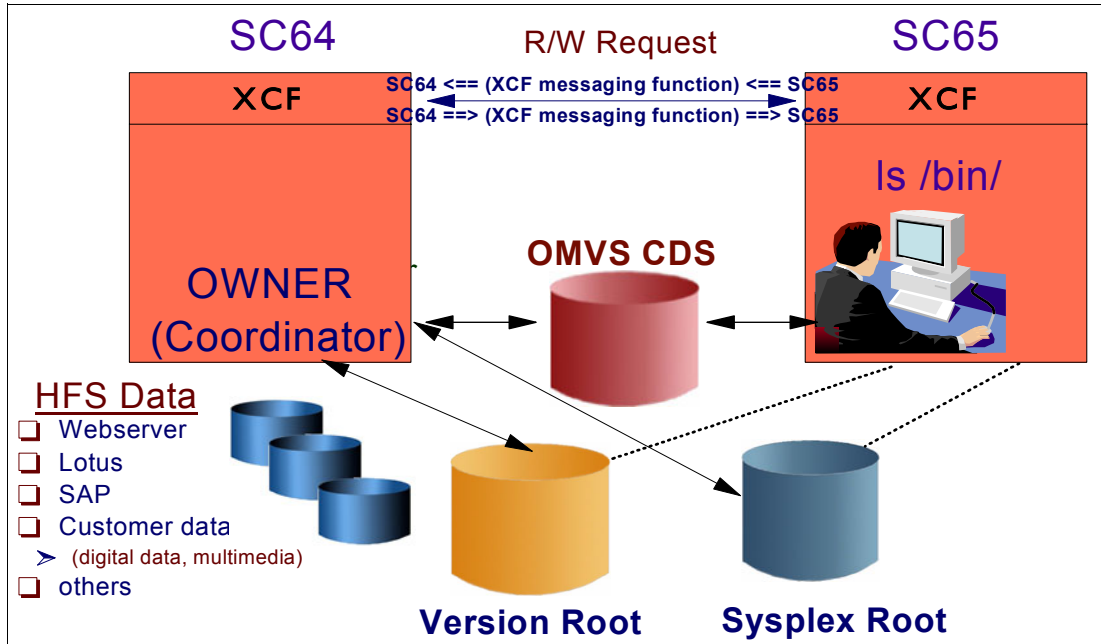 SC64
R/W Request
SC65
XCF
SC64 <== (XCF messaging function) <== SC65
SC64 ==> (XCF messaging function) ==> SC65
XCF
ls /bin/
OWNER
(Coordinator)
OMVS CDS
HFS Data
Webserver
Lotus
SAP
Customer data
(digital data, multimedia)
others
Version Root
Sysplex Root